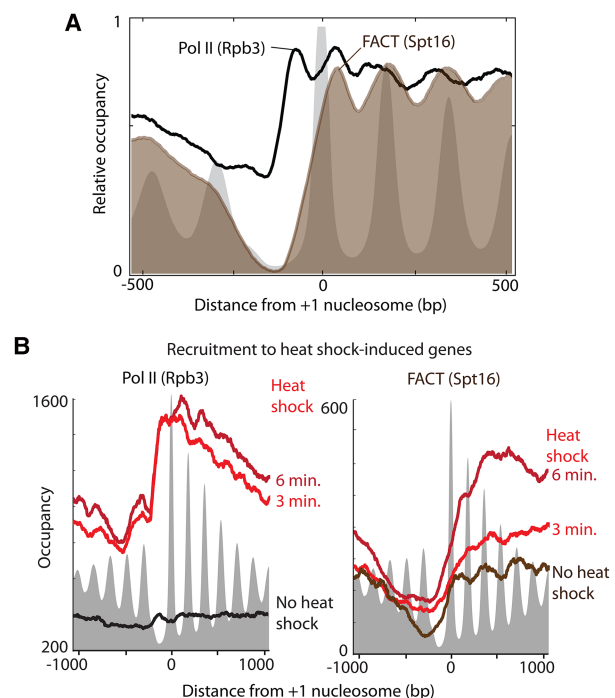 A
1
Pol II (Rpb3)
FACT (Spt16)
Relative occupancy
0
-500
0
500
Distance from +1 nucleosome (bp)
B
Recruitment to heat shock-induced genes
Pol II (Rpb3)
FACT (Spt16)
1600
Heat
shock
6 min.
3 min.
Occupancy
No heat
shock
200
-1000
0
1000
600
Heat
shock
6 min.
3 min.
No heat
shock
0
-1000
0
1000
Distance from +1 nucleosome (bp)